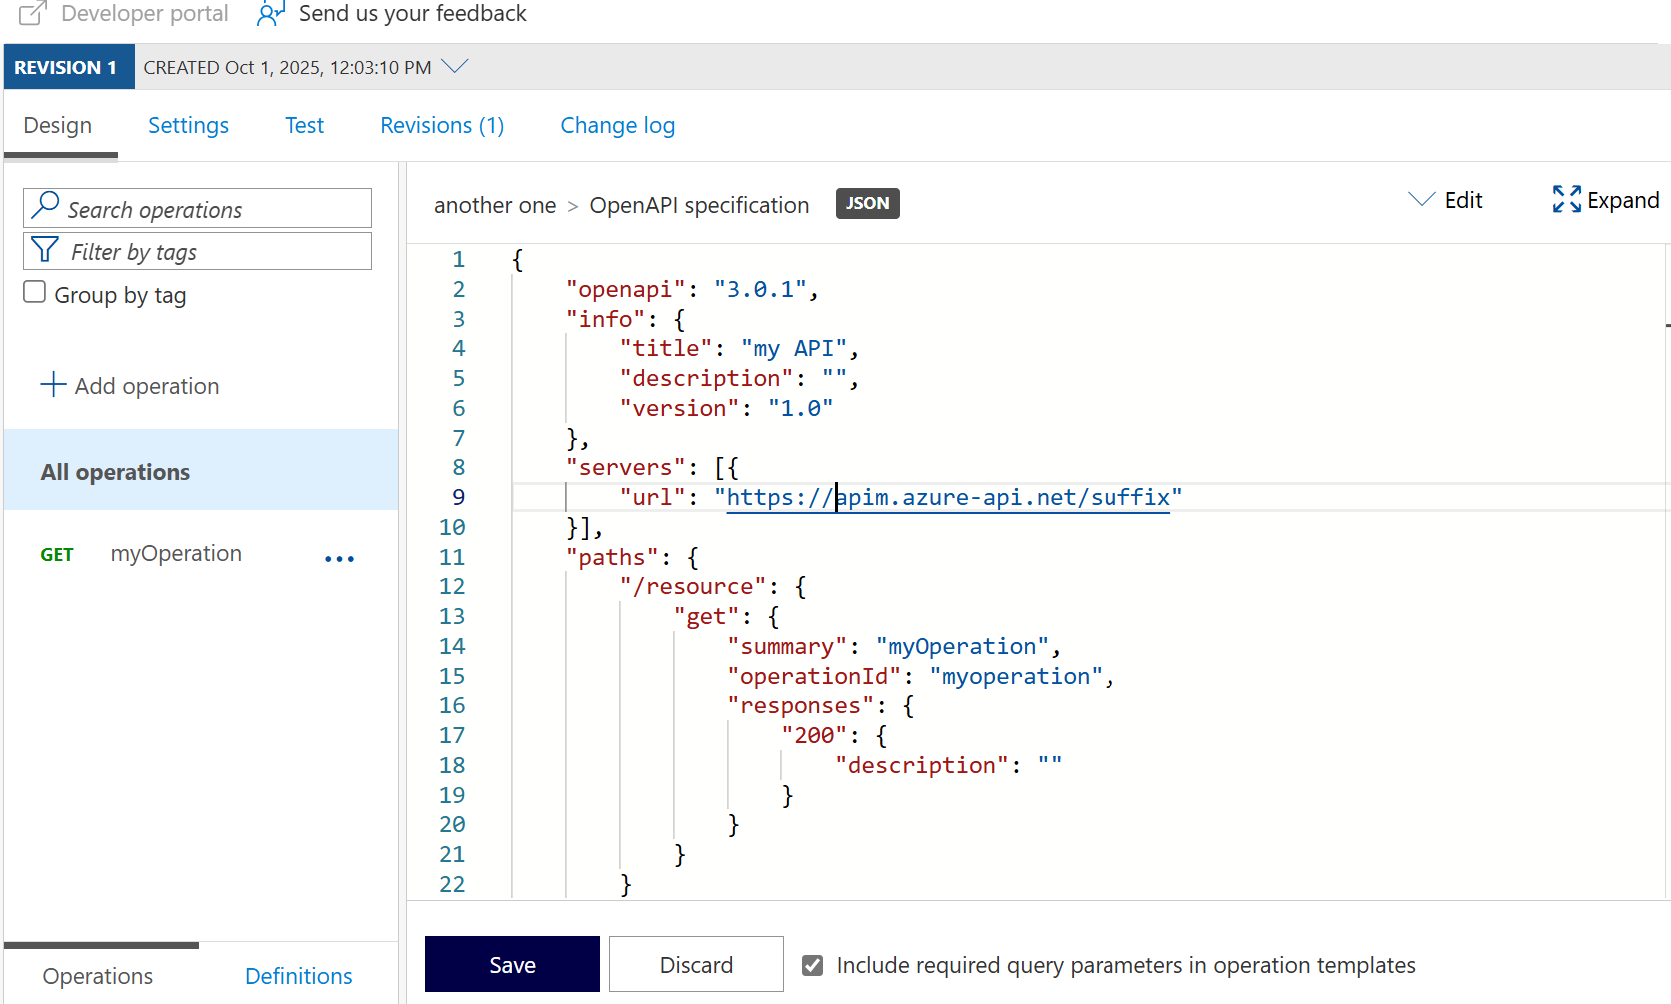 Developer portal
Send us your feedback
REVISION 1
CREATED Oct 1, 2025, 12:03:10 PM
Design
Settings
Test
Revisions (1)
Change log
Search operations
Filter by tags
Group by tag
Add operation
All operations
GET myOperation
another one > OpenAPI specification
JSON
Edit
Expand
1 {
2 "openapi": "3.0.1",
3 "info": {
4 "title": "my API",
5 "description": "",
6 "version": "1.0"
7 },
8 "servers": [{
9 "url": "https://apim.azure-api.net/suffix"
10 }],
11 "paths": {
12 "/resource": {
13 "get": {
14 "summary": "myOperation",
15 "operationId": "myoperation",
16 "responses": {
17 "200": {
18 "description": ""
19 }
20 }
21 }
22 }
Operations
Definitions
Save
Discard
Include required query parameters in operation templates